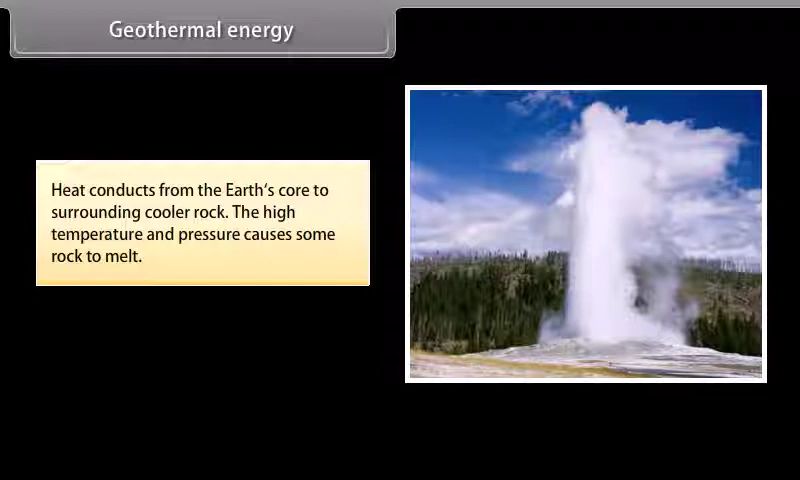 Geothermal energy
Heat conducts from the Earth's core to
surrounding cooler rock. The high
temperature and pressure causes some
rock to melt.